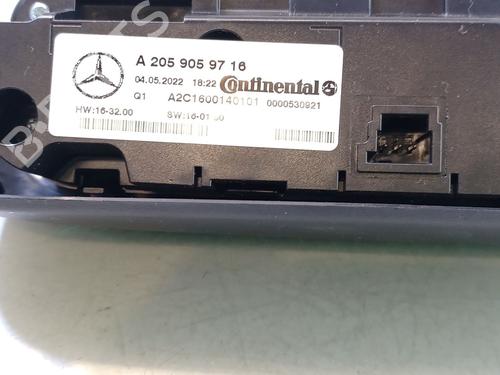 A 205 905 97 16
04.05.2022 18:22 Continental
Q1 A2C1600140101 0000530921
HW:16-32.00 SW:16-01.00